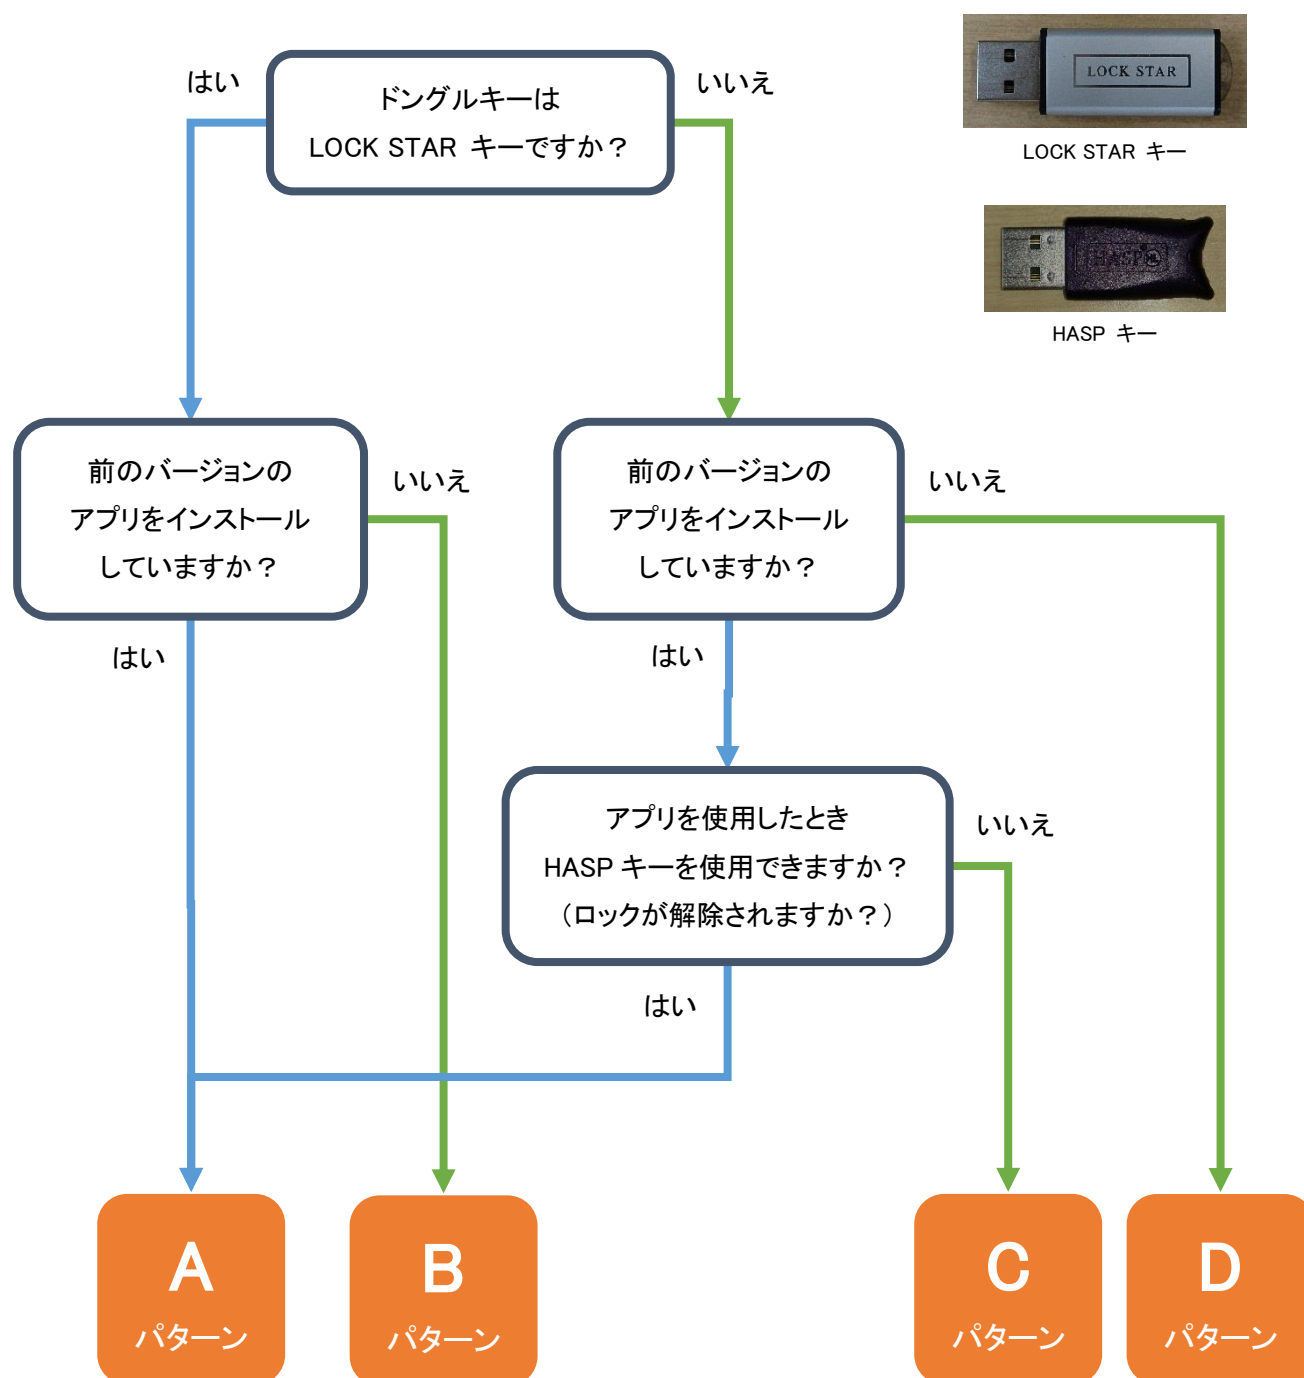 はい
ドングルキーは
LOCK STAR キーですか？
いいえ
LOCK STAR
LOCK STAR キー
HASP
HASP キー
前のバージョンの
アプリをインストール
していますか？
いいえ
はい
前のバージョンの
アプリをインストール
していますか？
いいえ
はい
アプリを使用したとき
HASP キーを使用できますか？
（ロックが解除されますか？）
いいえ
はい
A
パターン
B
パターン
C
パターン
D
パターン